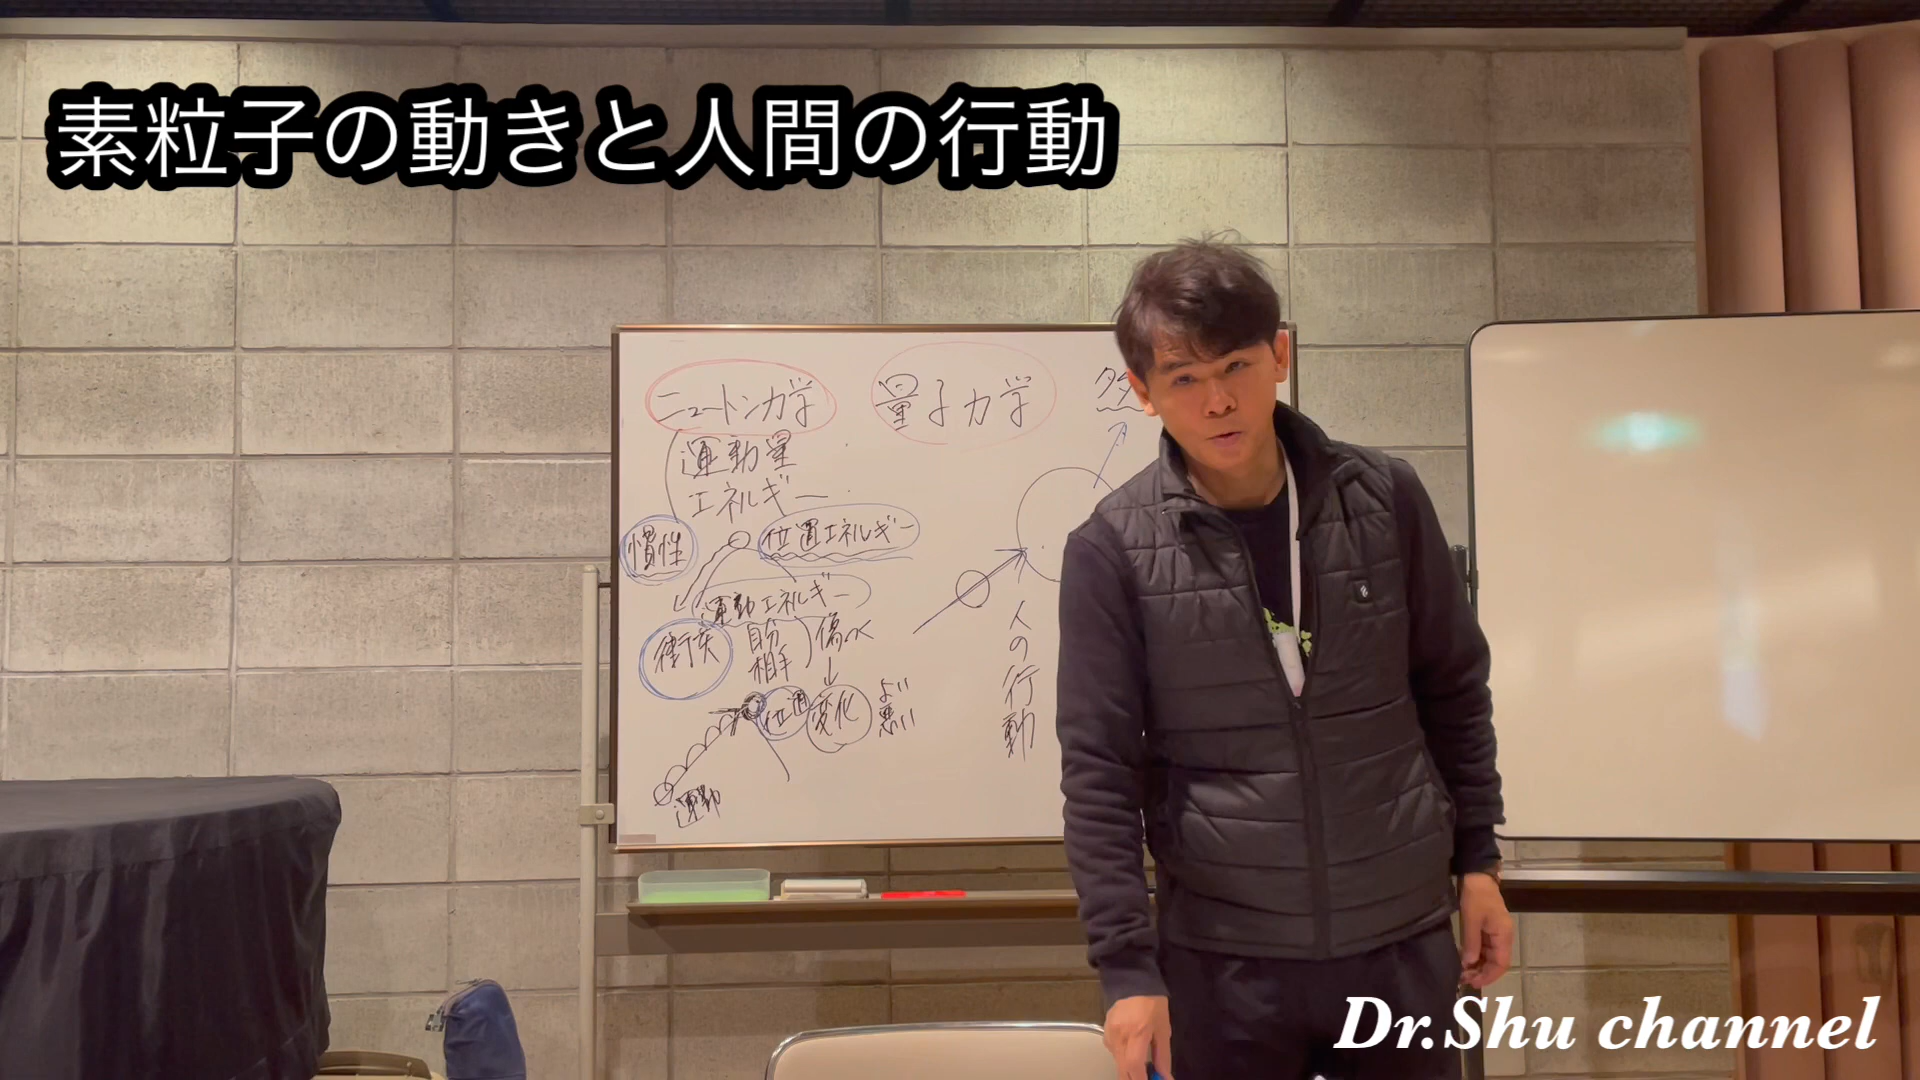 素粒子の動きと人間の行動
ニュートン力学
量子力学
運動量
エネルギー
慣性
位置エネルギー
運動エネルギー
衝突
自分
相手
傷つく
位置
変化
よい
悪い
運動
人の行動
Dr.Shu channel